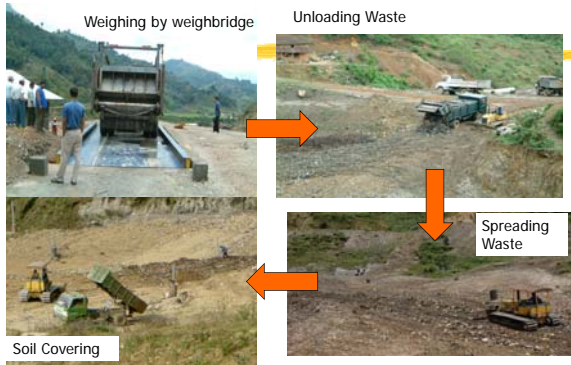 Weighing by weighbridge
Unloading Waste
Spreading
Waste
Soil Covering